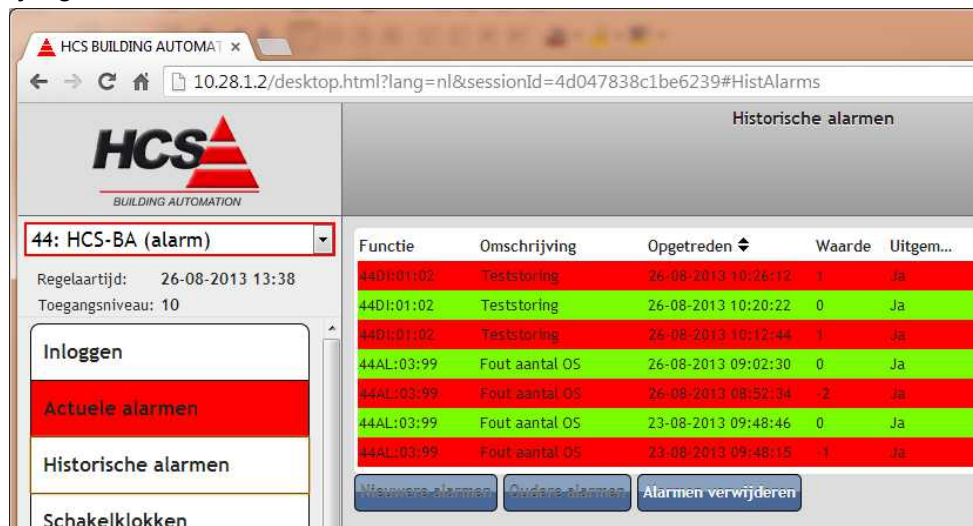 HCS BUILDING AUTOMAT
10.28.1.2/desktop.html?lang=nl&sessionId=4d047838c1be6239#HistAlarms
HCS
BUILDING AUTOMATION
Historische alarmen
44: HCS-BA (alarm)
Regelaartijd: 26-08-2013 13:38
Toegangsniveau: 10
Inloggen
Actuele alarmen
Historische alarmen
Schakelklokken
Functie Omschrijving Opgetreden Waarde Uitgem...
44DI:01:02 Teststoring 26-08-2013 10:26:12 1 Ja
44DI:01:02 Teststoring 26-08-2013 10:20:22 0 Ja
44DI:01:02 Teststoring 26-08-2013 10:12:44 1 Ja
44AL:03:99 Fout aantal OS 26-08-2013 09:02:30 0 Ja
44AL:03:99 Fout aantal OS 26-08-2013 08:52:34 -2 Ja
44AL:03:99 Fout aantal OS 23-08-2013 09:48:46 0 Ja
44AL:03:99 Fout aantal OS 23-08-2013 09:48:15 -1 Ja
Nieuwere alarmen Oudere alarmen Alarmen verwijderen